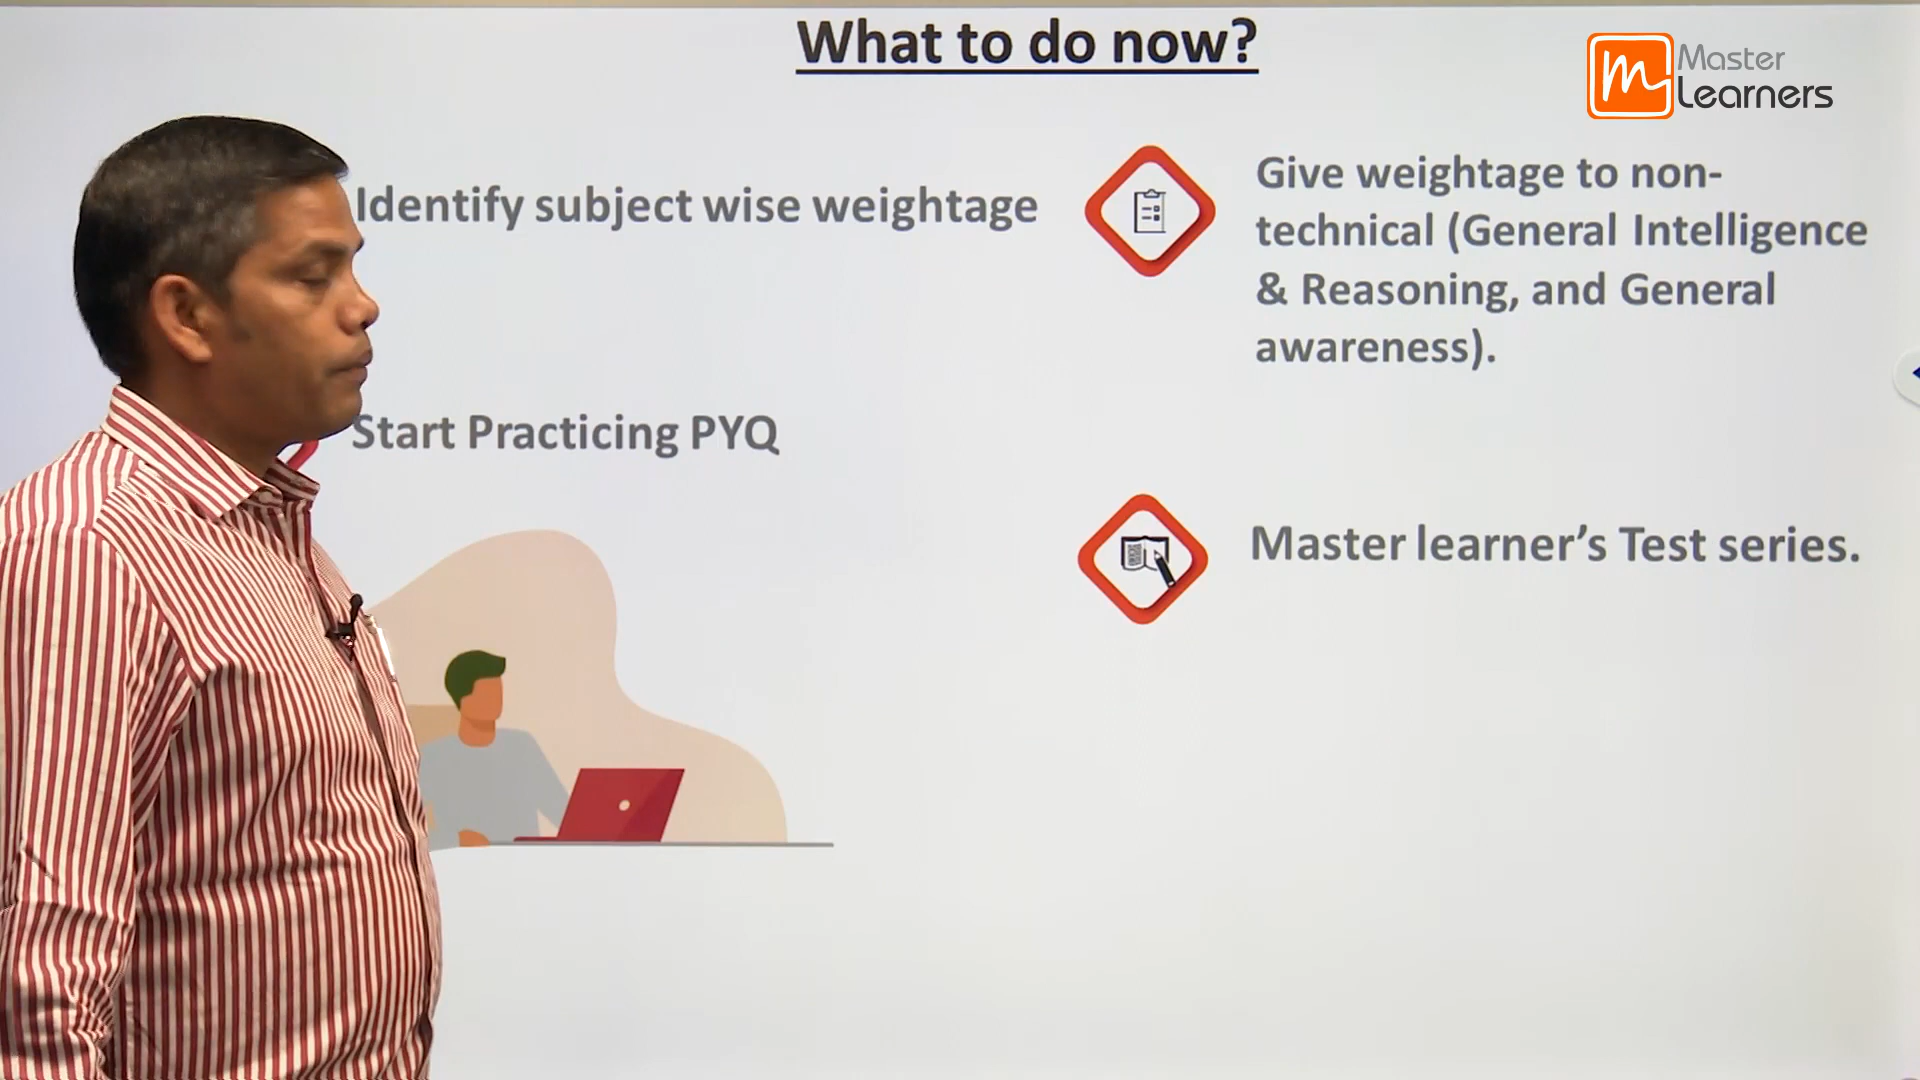 What to do now?
Master
Learners
Identify subject wise weightage
Start Practicing PYQ
Give weightage to non-
technical (General Intelligence
& Reasoning, and General
awareness).
Master learner’s Test series.